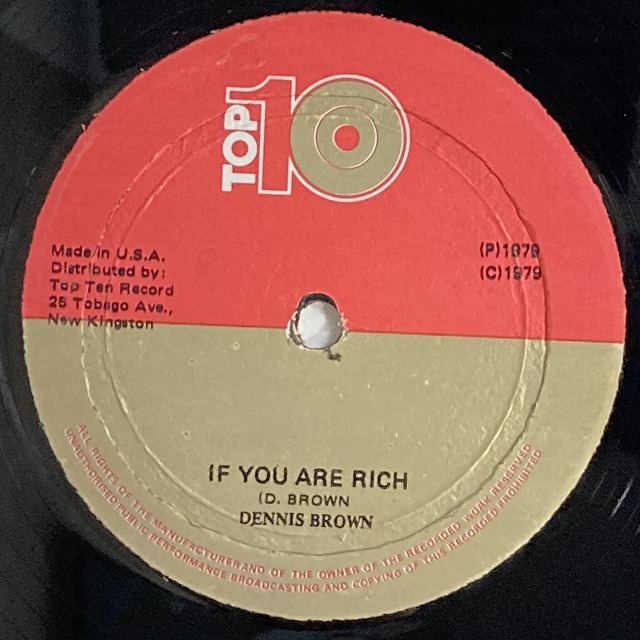 TOP 10
Made in U.S.A.
Distributed by:
Top Ten Record
25 Tobago Ave.,
New Kingston
(P)1979
(C)1979
IF YOU ARE RICH
(D. BROWN
DENNIS BROWN
ALL RIGHTS OF THE MANUFACTURER AND OF THE OWNER OF THE RECORDED WORK RESERVED
UNAUTHORISED PUBLIC PERFORMANCE BROADCASTING AND COPYING OF THIS RECORDED PROHIBITED